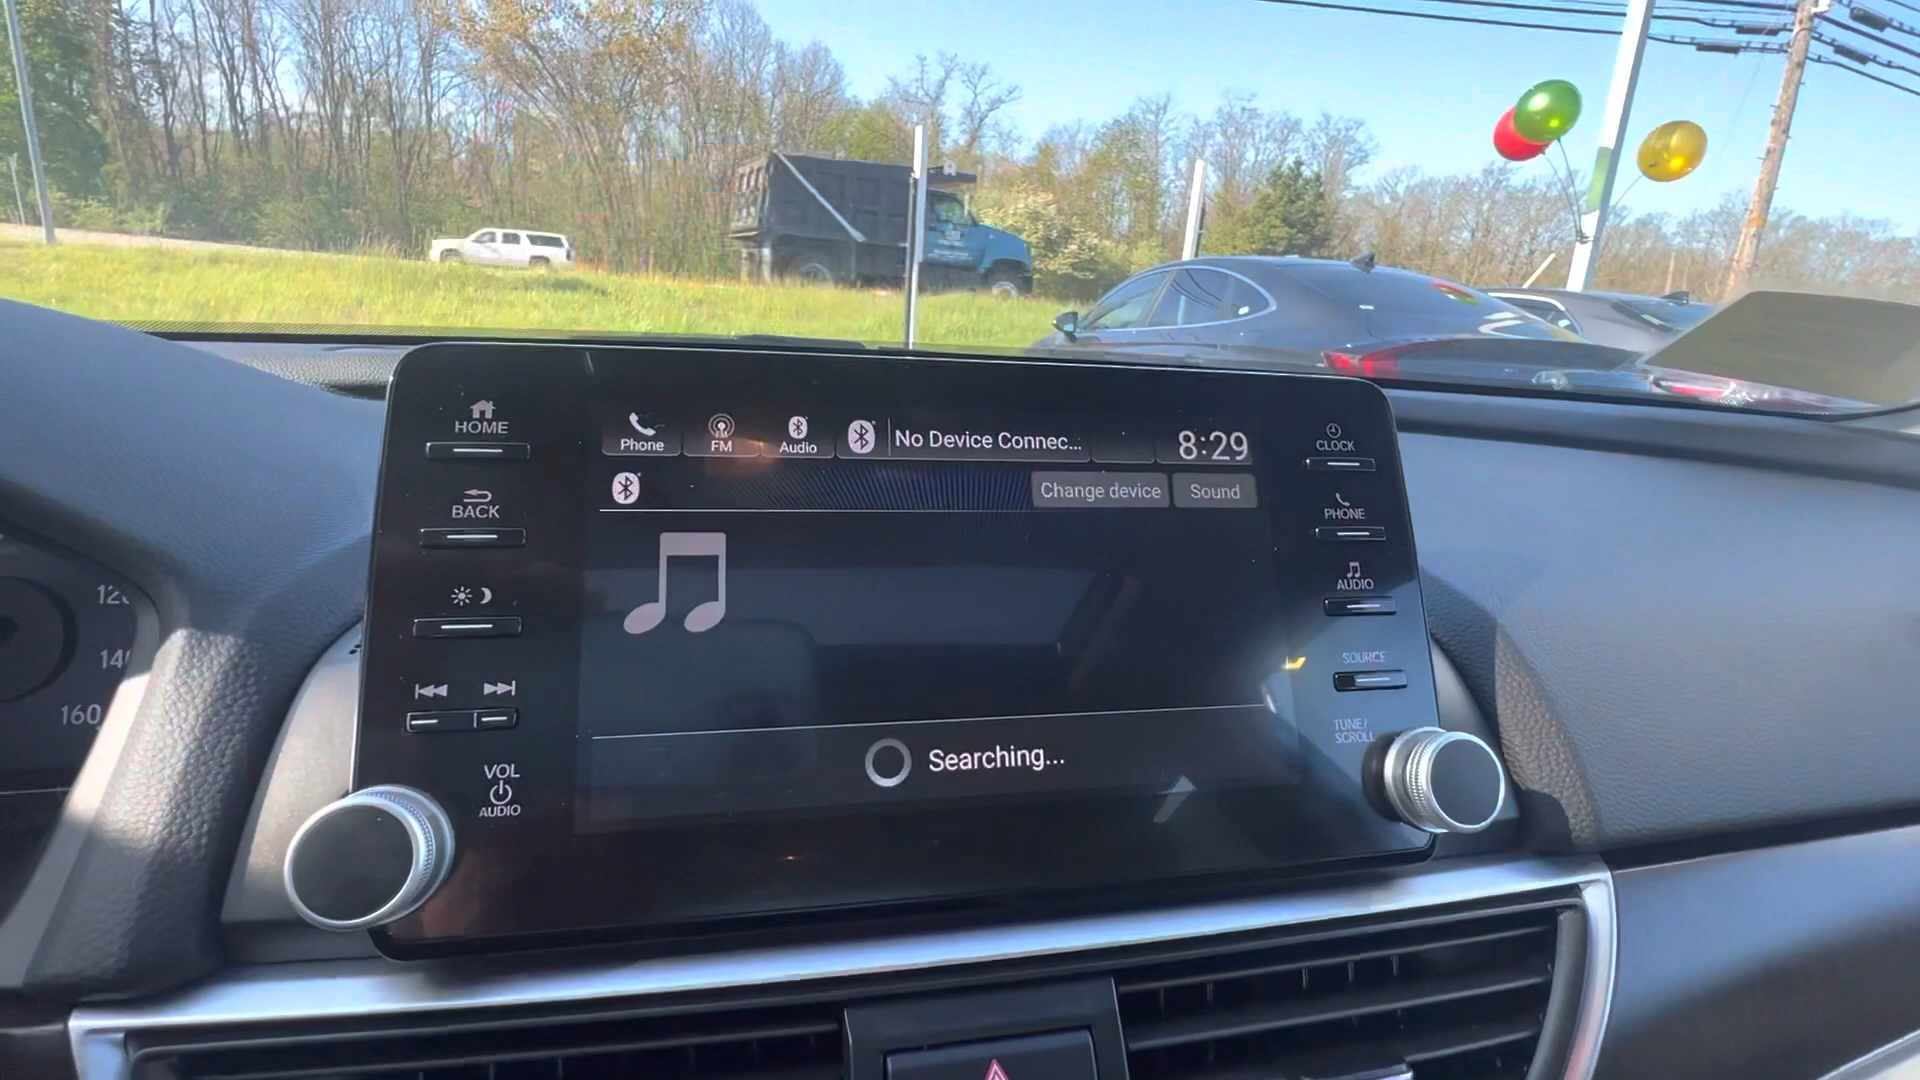 HOME
BACK
VOL
AUDIO
Phone
FM
Audio
No Device Connec...
8:29
Change device
Sound
Searching...
CLOCK
PHONE
AUDIO
SOURCE
TUNE/
SCROLL
140
160